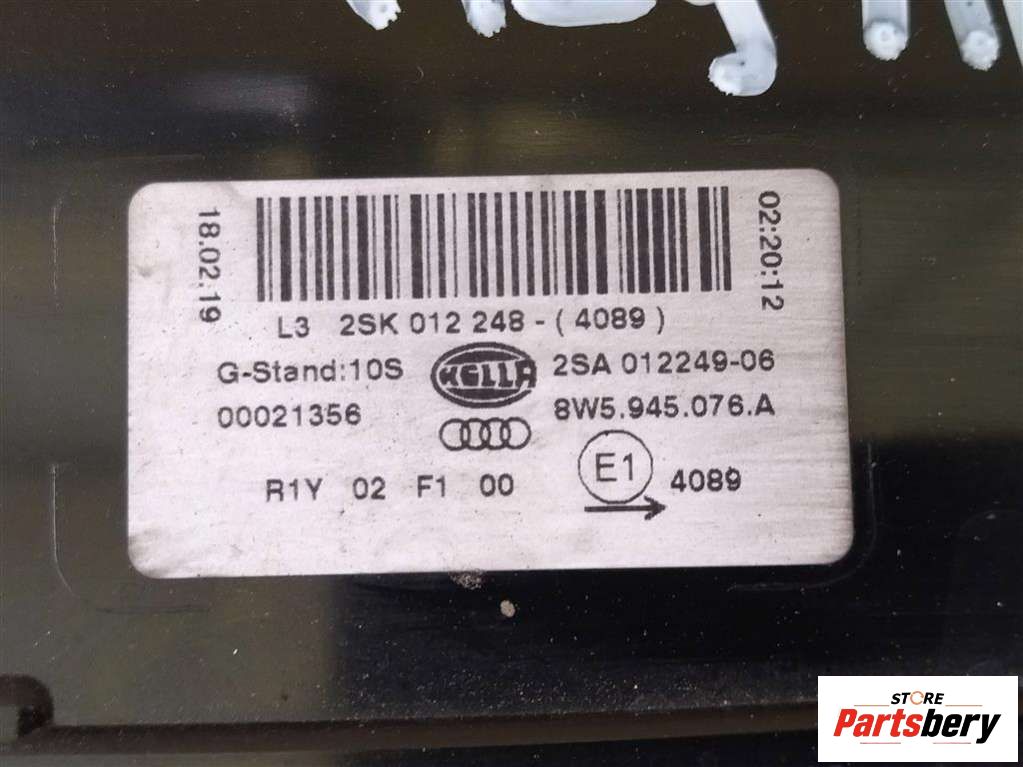 18.02:19
02:20:12
L3 2SK 012 248 - ( 4089 )
G-Stand:10S HELLA 2SA 012249-06
00021356 8W5.945.076.A
R1Y 02 F1 00 E1 4089
STORE
Partsbery